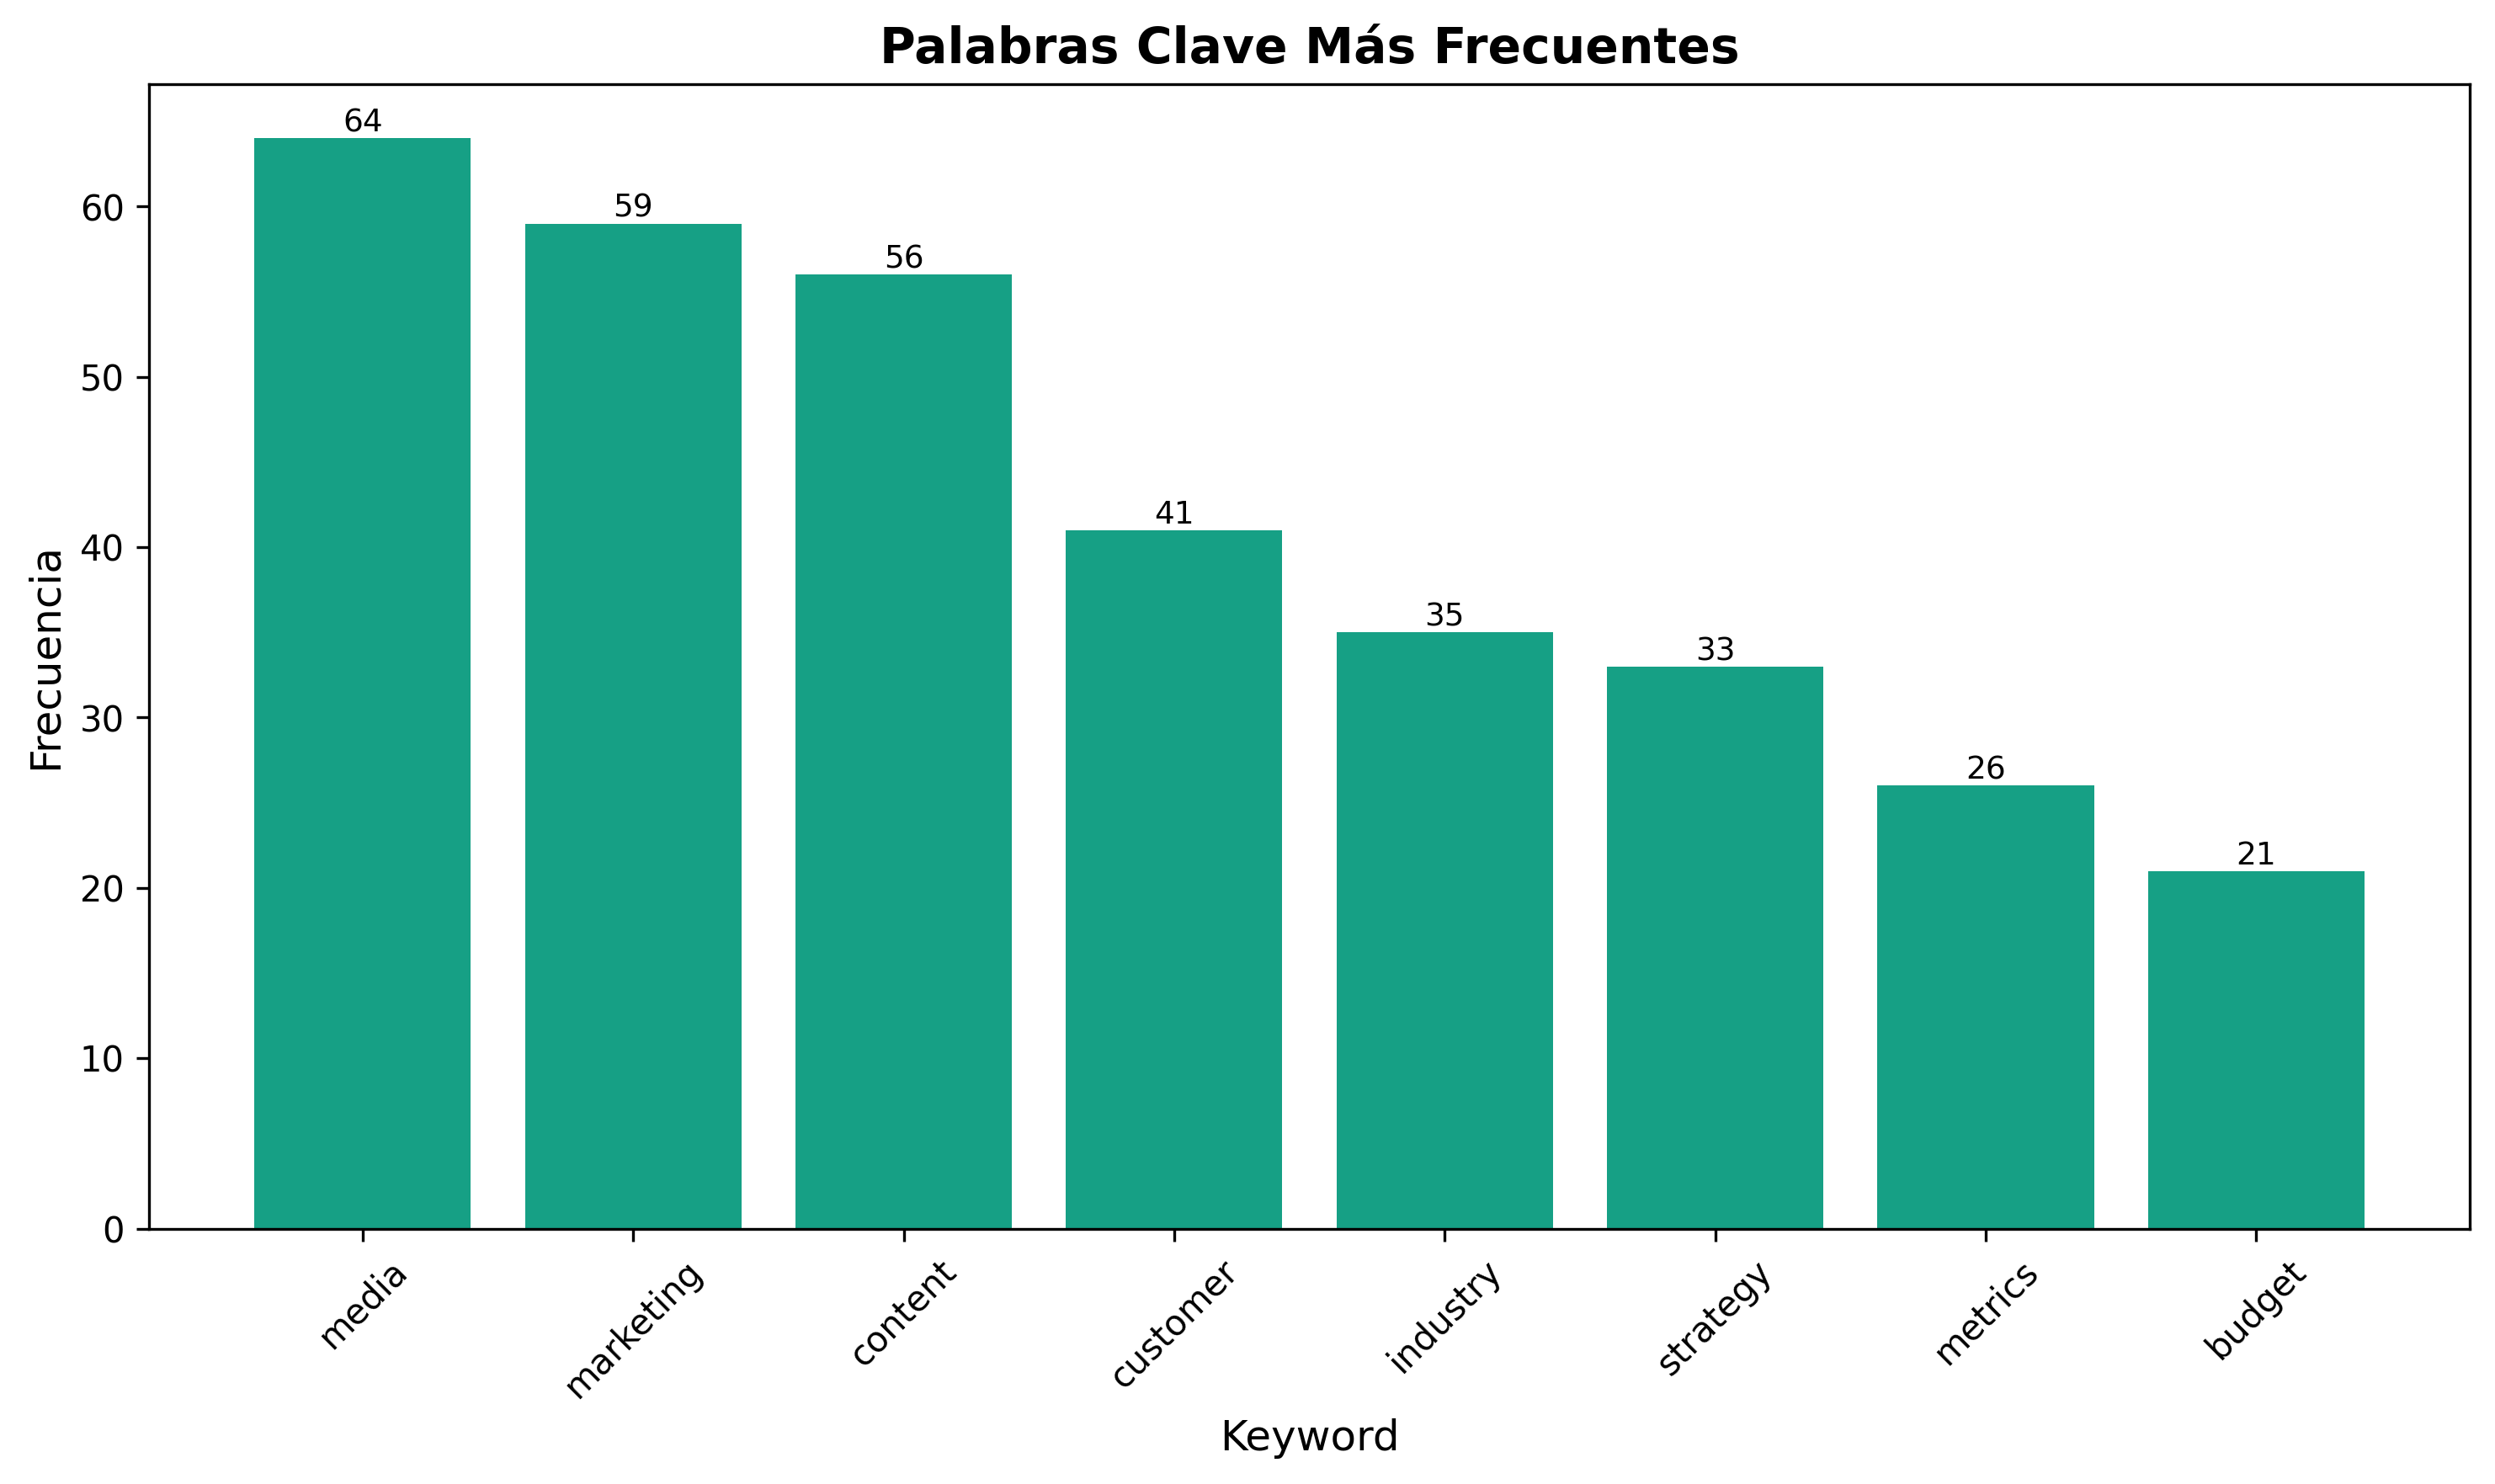 Palabras Clave Más Frecuentes
Frecuencia
60
50
40
30
20
10
0
64
59
56
41
35
33
26
21
media
marketing
content
customer
industry
strategy
metrics
budget
Keyword